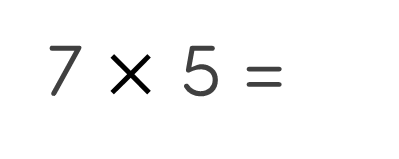 7 × 5 =